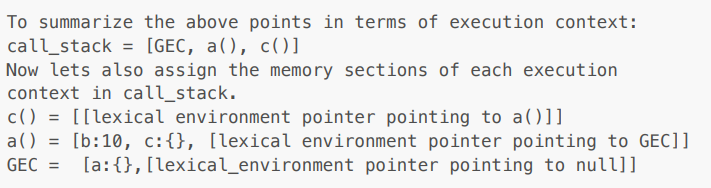 To summarize the above points in terms of execution context:
call_stack = [GEC, a(), c()]
Now lets also assign the memory sections of each execution
context in call_stack.
c() = [[lexical environment pointer pointing to a()]]
a() = [b:10, c:{}, [lexical environment pointer pointing to GEC]]
GEC =  [a:{},[lexical_environment pointer pointing to null]]